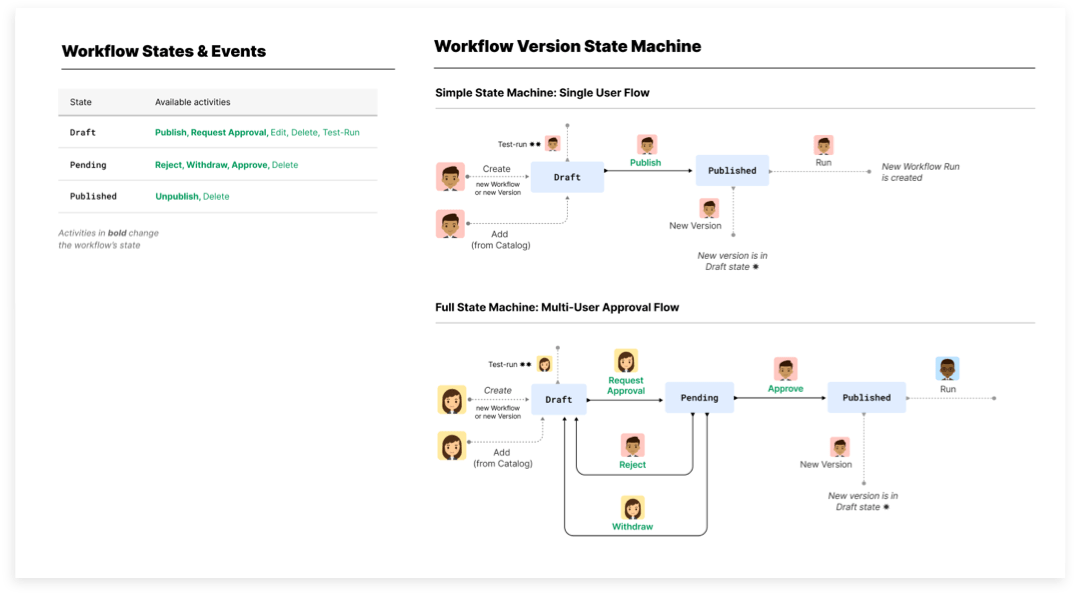 Workflow States & Events
State Available activities
Draft Publish, Request Approval, Edit, Delete, Test-Run
Pending Reject, Withdraw, Approve, Delete
Published Unpublish, Delete
Activities in bold change
the workflow's state
Workflow Version State Machine
Simple State Machine: Single User Flow
Test-run ✷✷
Create
new Workflow
or new Version
Add
(from Catalog)
Draft
Publish
Published
Run
New Workflow Run
is created
New Version
New version is in
Draft state ✷
Full State Machine: Multi-User Approval Flow
Test-run ✷✷
Create
new Workflow
or new Version
Add
(from Catalog)
Draft
Request
Approval
Pending
Approve
Published
Run
Reject
Withdraw
New Version
New version is in
Draft state ✷